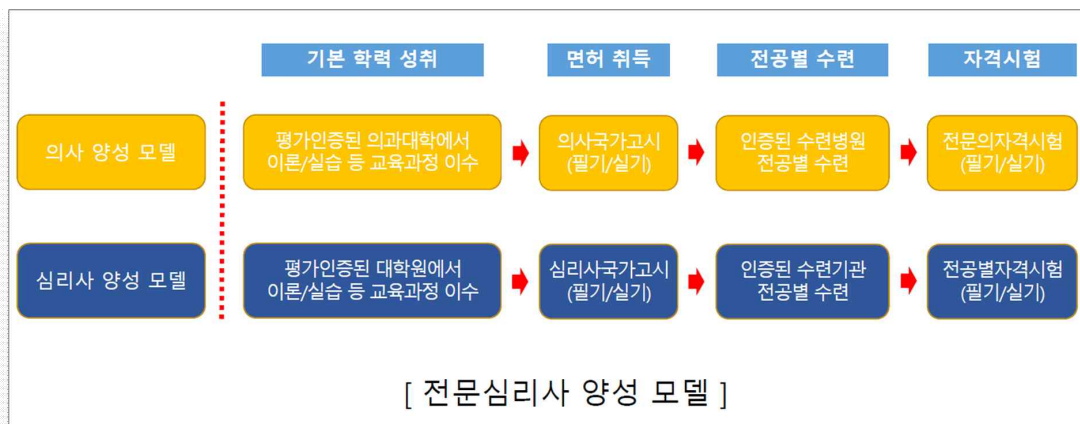 기본 학력 성취 면허 취득 전공별 수련 자격시험
의사 양성 모델
평가인증된 의과대학에서
이론/실습 등 교육과정 이수
의사국가고시
(필기/실기)
인증된 수련병원
전공별 수련
전문의자격시험
(필기/실기)
심리사 양성 모델
평가인증된 대학원에서
이론/실습 등 교육과정 이수
심리사국가고시
(필기/실기)
인증된 수련기관
전공별 수련
전공별자격시험
(필기/실기)
[ 전문심리사 양성 모델 ]